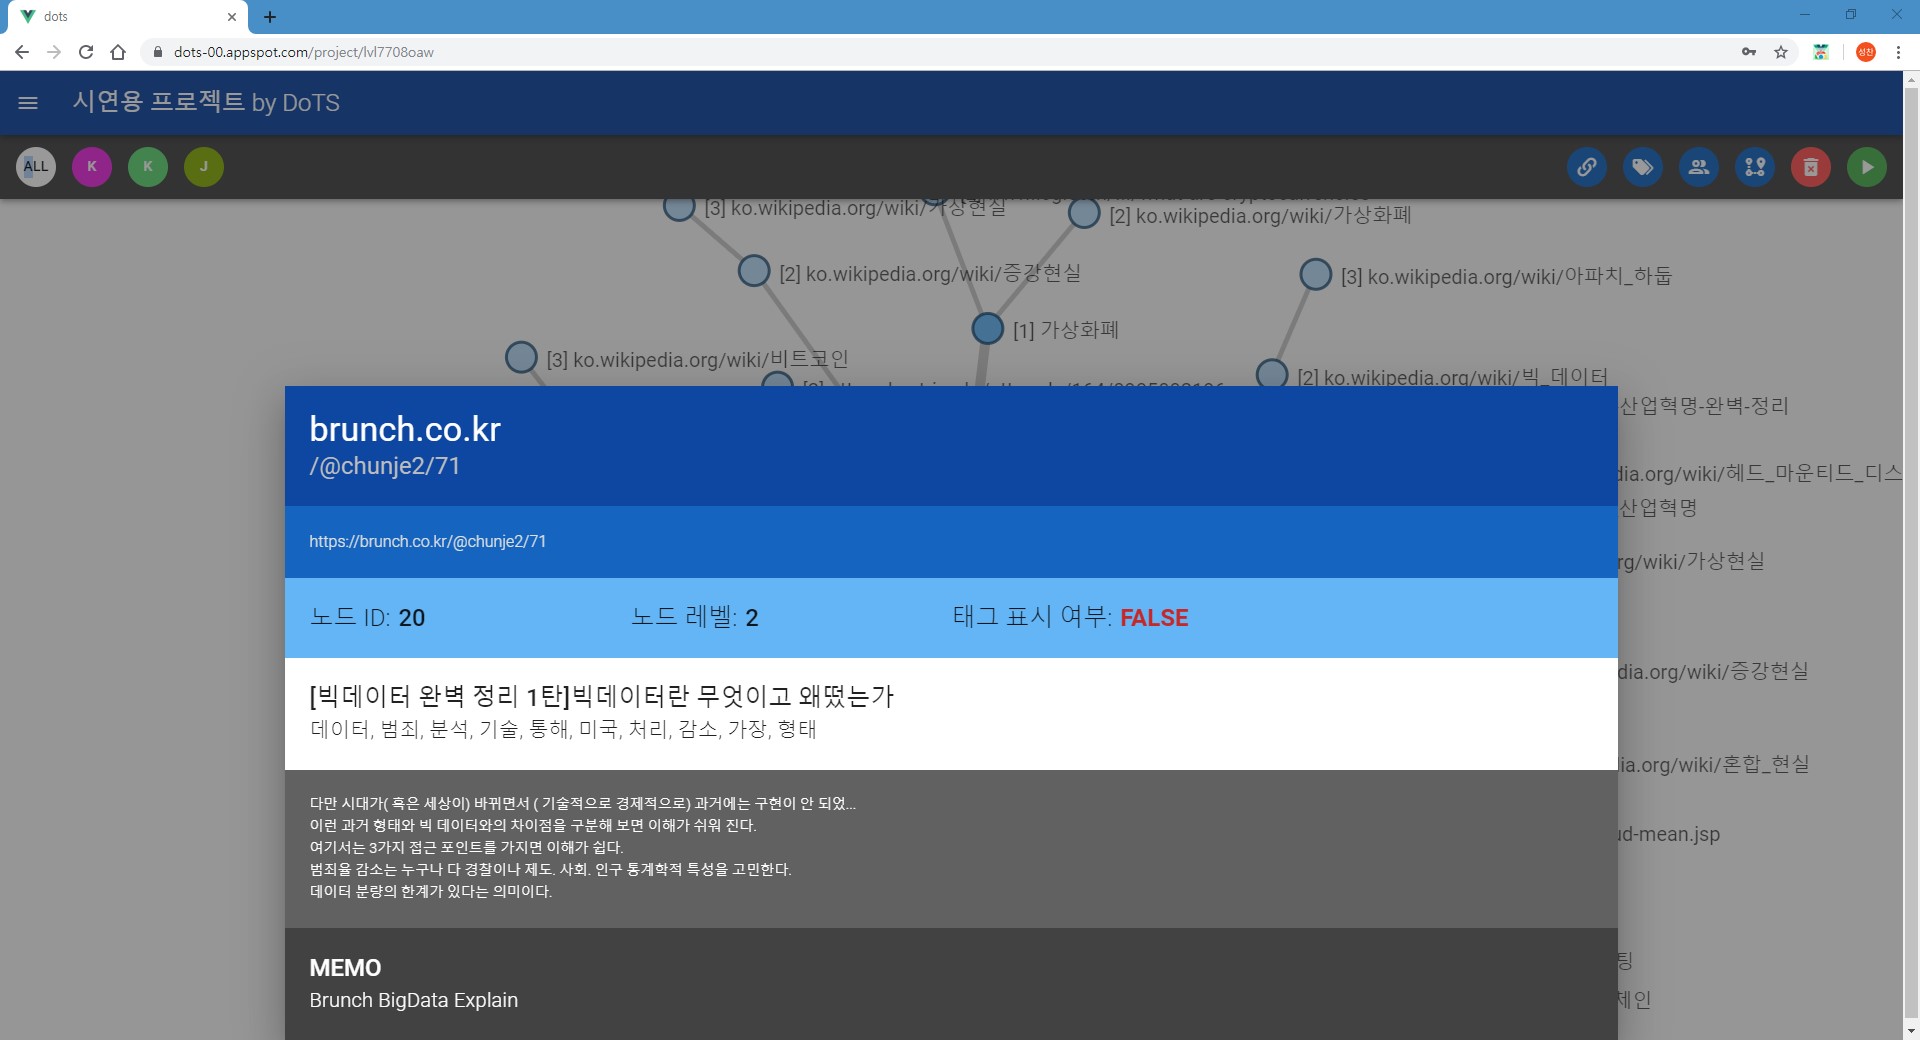 dots
dots-00.appspot.com/project/lvl7708oaw
성진
시연용 프로젝트 by DoTS
ALL
K
K
J
[3] ko.wikipedia.org/wiki/가상현실
[2] ko.wikipedia.org/wiki/가상화폐
[2] ko.wikipedia.org/wiki/증강현실
[3] ko.wikipedia.org/wiki/아파치_하둡
[1] 가상화폐
[3] ko.wikipedia.org/wiki/비트코인
[2] ko.wikipedia.org/wiki/빅_데이터
산업혁명-완벽-정리
dia.org/wiki/헤드_마운티드_디스
산업혁명
rg/wiki/가상현실
dia.org/wiki/증강현실
ia.org/wiki/혼합_현실
ud-mean.jsp
팅
체인
brunch.co.kr
/@chunje2/71
https://brunch.co.kr/@chunje2/71
노드 ID: 20
노드 레벨: 2
태그 표시 여부: FALSE
[빅데이터 완벽 정리 1탄]빅데이터란 무엇이고 왜떴는가
데이터, 범죄, 분석, 기술, 통해, 미국, 처리, 감소, 가장, 형태
다만 시대가( 혹은 세상이) 바뀌면서 ( 기술적으로 경제적으로) 과거에는 구현이 안 되었...
이런 과거 형태와 빅 데이터와의 차이점을 구분해 보면 이해가 쉬워 진다.
여기서는 3가지 접근 포인트를 가지면 이해가 쉽다.
범죄율 감소는 누구나 다 경찰이나 제도. 사회. 인구 통계학적 특성을 고민한다.
데이터 분량의 한계가 있다는 의미이다.
MEMO
Brunch BigData Explain